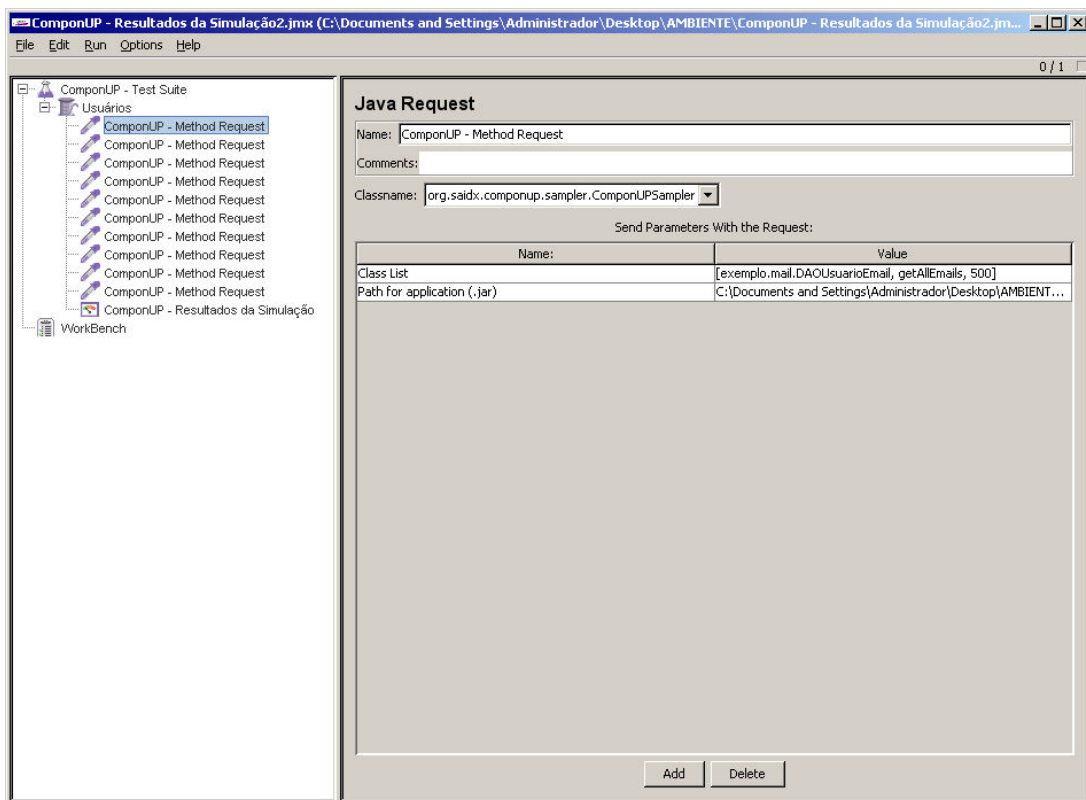 ComponUP - Resultados da Simulação2.jmx (C:\Documents and Settings\Administrador\Desktop\AMBIENTE\ComponUP - Resultados da Simulação2.jm...
File Edit Run Options Help
0 / 1
ComponUP - Test Suite
Usuários
ComponUP - Method Request
ComponUP - Method Request
ComponUP - Method Request
ComponUP - Method Request
ComponUP - Method Request
ComponUP - Method Request
ComponUP - Method Request
ComponUP - Method Request
ComponUP - Method Request
ComponUP - Method Request
ComponUP - Resultados da Simulação
WorkBench
Java Request
Name: ComponUP - Method Request
Comments:
Classname: org.saidx.componup.sampler.ComponUPSampler
Send Parameters With the Request:
Name: Value
Class List [exemplo.mail.DAOUsuarioEmail, getAllEmails, 500]
Path for application (.jar) C:\Documents and Settings\Administrador\Desktop\AMBIENT...
Add Delete